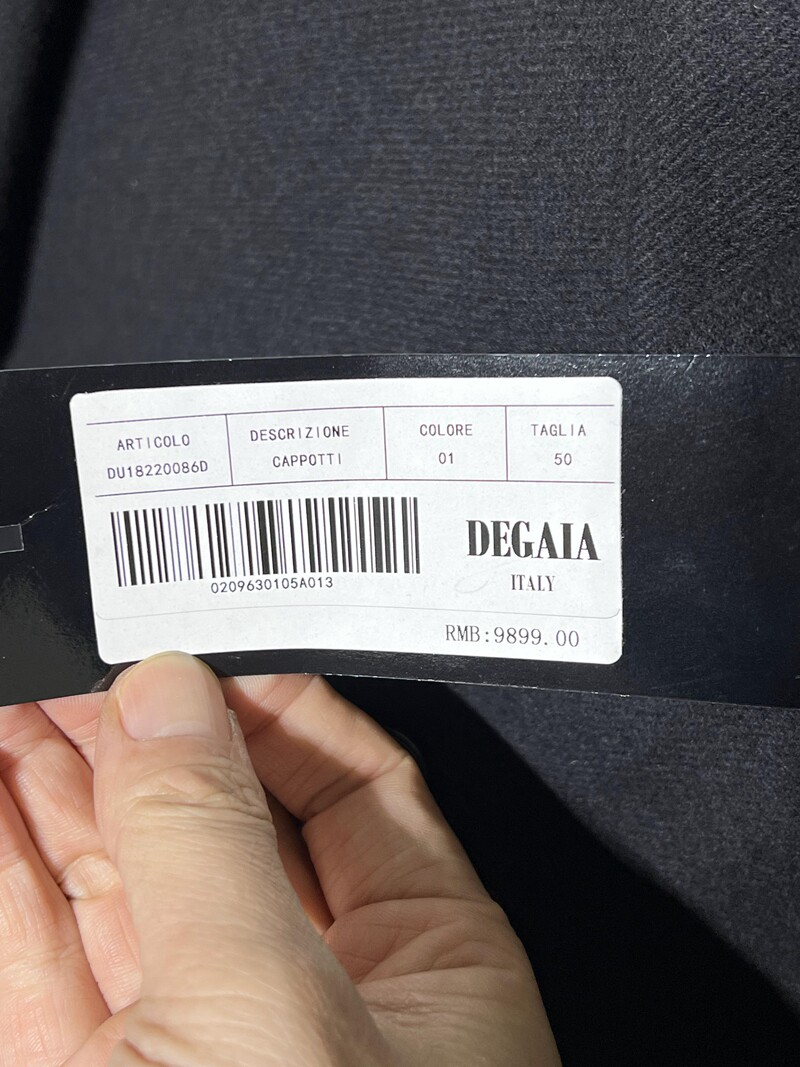 ARTICOLO DESCRIZIONE COLORE TAGLIA
DU18220086D CAPPOTTI 01 50
DEGAIA
ITALY
0209630105A013
RMB:9899.00